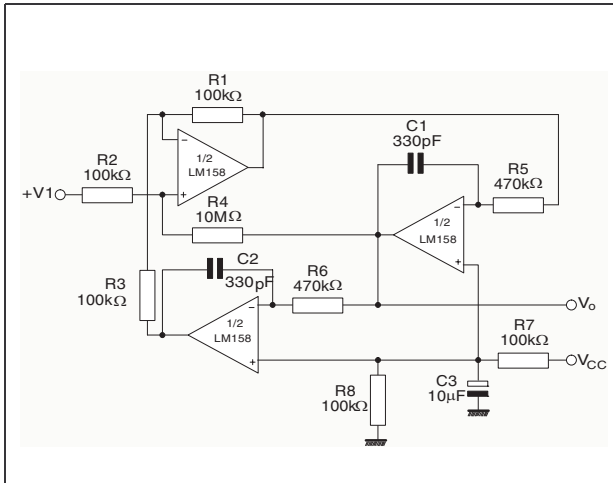 R1
100kΩ
C1
330pF
1/2
LM158
R2
100kΩ
R5
470kΩ
+V1
R4
10MΩ
1/2
LM158
C2
330pF
R6
470kΩ
R3
100kΩ
Vo
1/2
LM158
R7
100kΩ
VCC
C3
10μF
R8
100kΩ